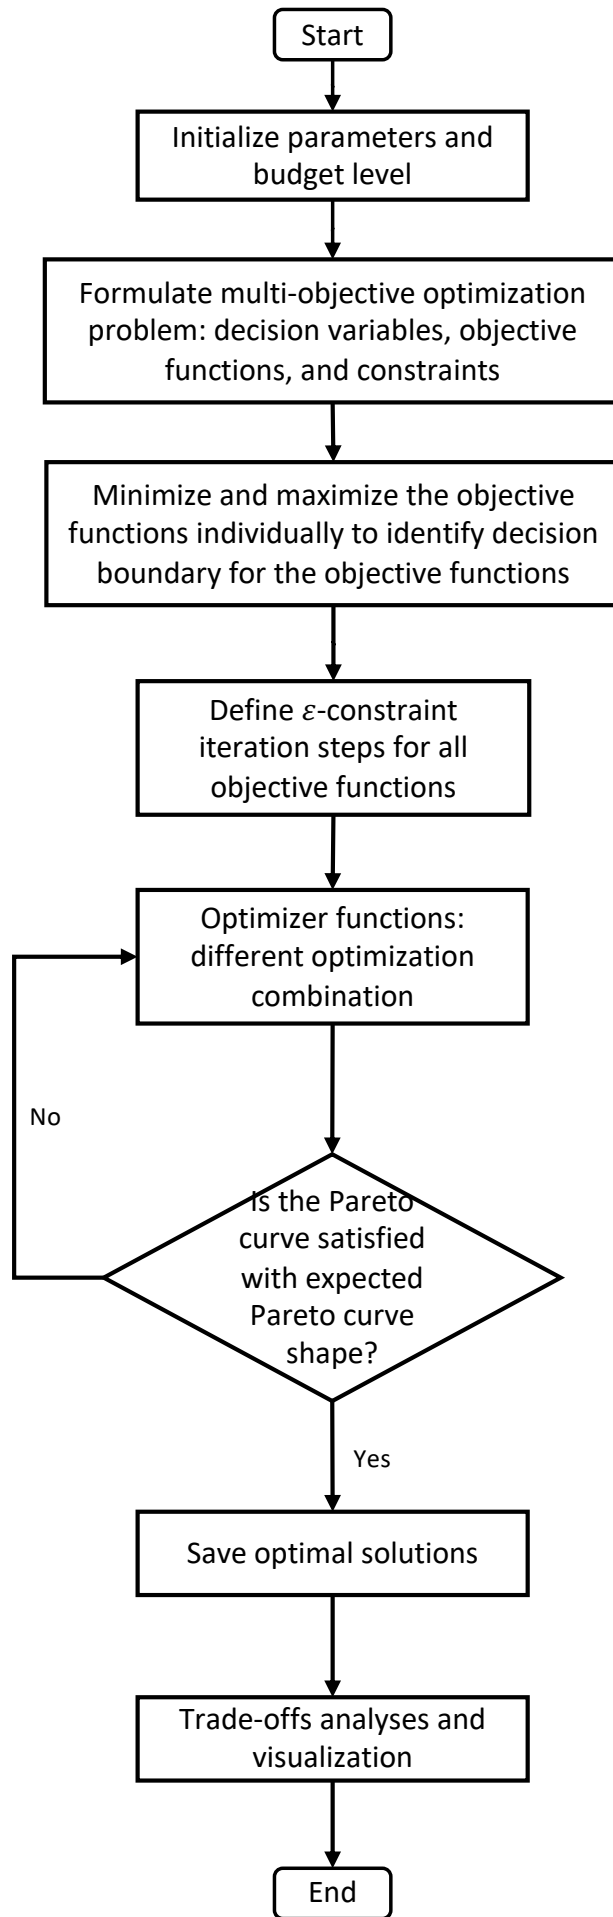 Start
Initialize parameters and
budget level
Formulate multi-objective optimization
problem: decision variables, objective
functions, and constraints
Minimize and maximize the objective
functions individually to identify decision
boundary for the objective functions
Define ε-constraint
iteration steps for all
objective functions
Optimizer functions:
different optimization
combination
No
Is the Pareto
curve satisfied
with expected
Pareto curve
shape?
Yes
Save optimal solutions
Trade-offs analyses and
visualization
End